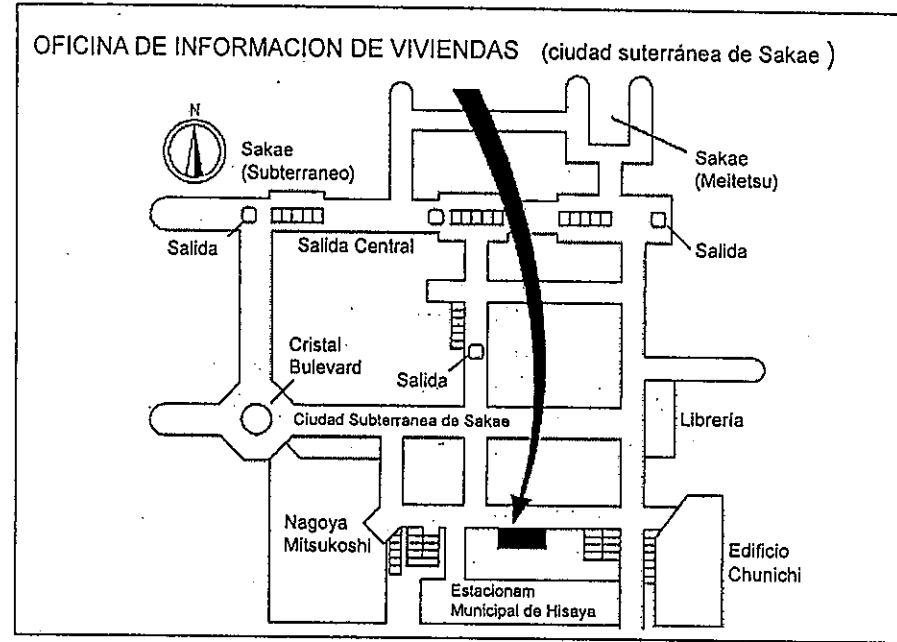 OFICINA DE INFORMACION DE VIVIENDAS (ciudad suterránea de Sakae )
N
Sakae
(Subterraneo)
Sakae
(Meitetsu)
Salida
Salida Central
Salida
Cristal
Bulevard
Salida
Ciudad Subterranea de Sakae
Librería
Nagoya
Mitsukoshi
Edificio
Chunichi
Estacionam
Municipal de Hisaya